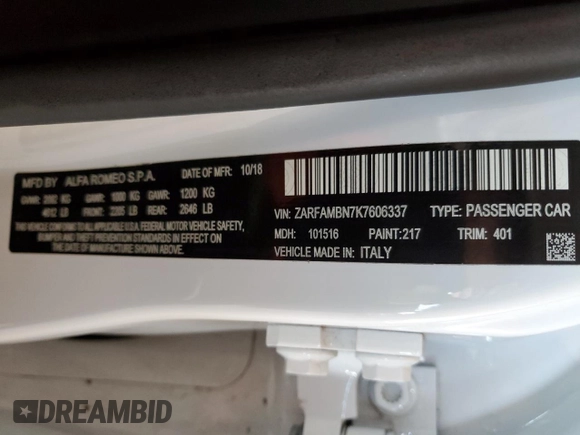 MFD BY ALFA ROMEO S.P.A. DATE OF MFR: 10/18
GVWR: 2092 KG GAWR: 1000 KG GAWR: 1200 KG
4612 LB FRONT: 2205 LB REAR: 2646 LB
THIS VEHICLE CONFORMS TO ALL APPLICABLE U.S.A. FEDERAL MOTOR VEHICLE SAFETY,
BUMPER AND THEFT PREVENTION STANDARDS IN EFFECT ON
THE DATE OF MANUFACTURE SHOWN ABOVE.
VIN: ZARFAMBN7K7606337 TYPE: PASSENGER CAR
MDH: 101516 PAINT:217 TRIM: 401
VEHICLE MADE IN: ITALY
DREAMBID